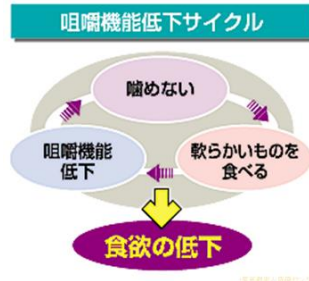 咀嚼機能低下サイクル
噛めない
咀嚼機能
低下
軟らかいものを
食べる
食欲の低下